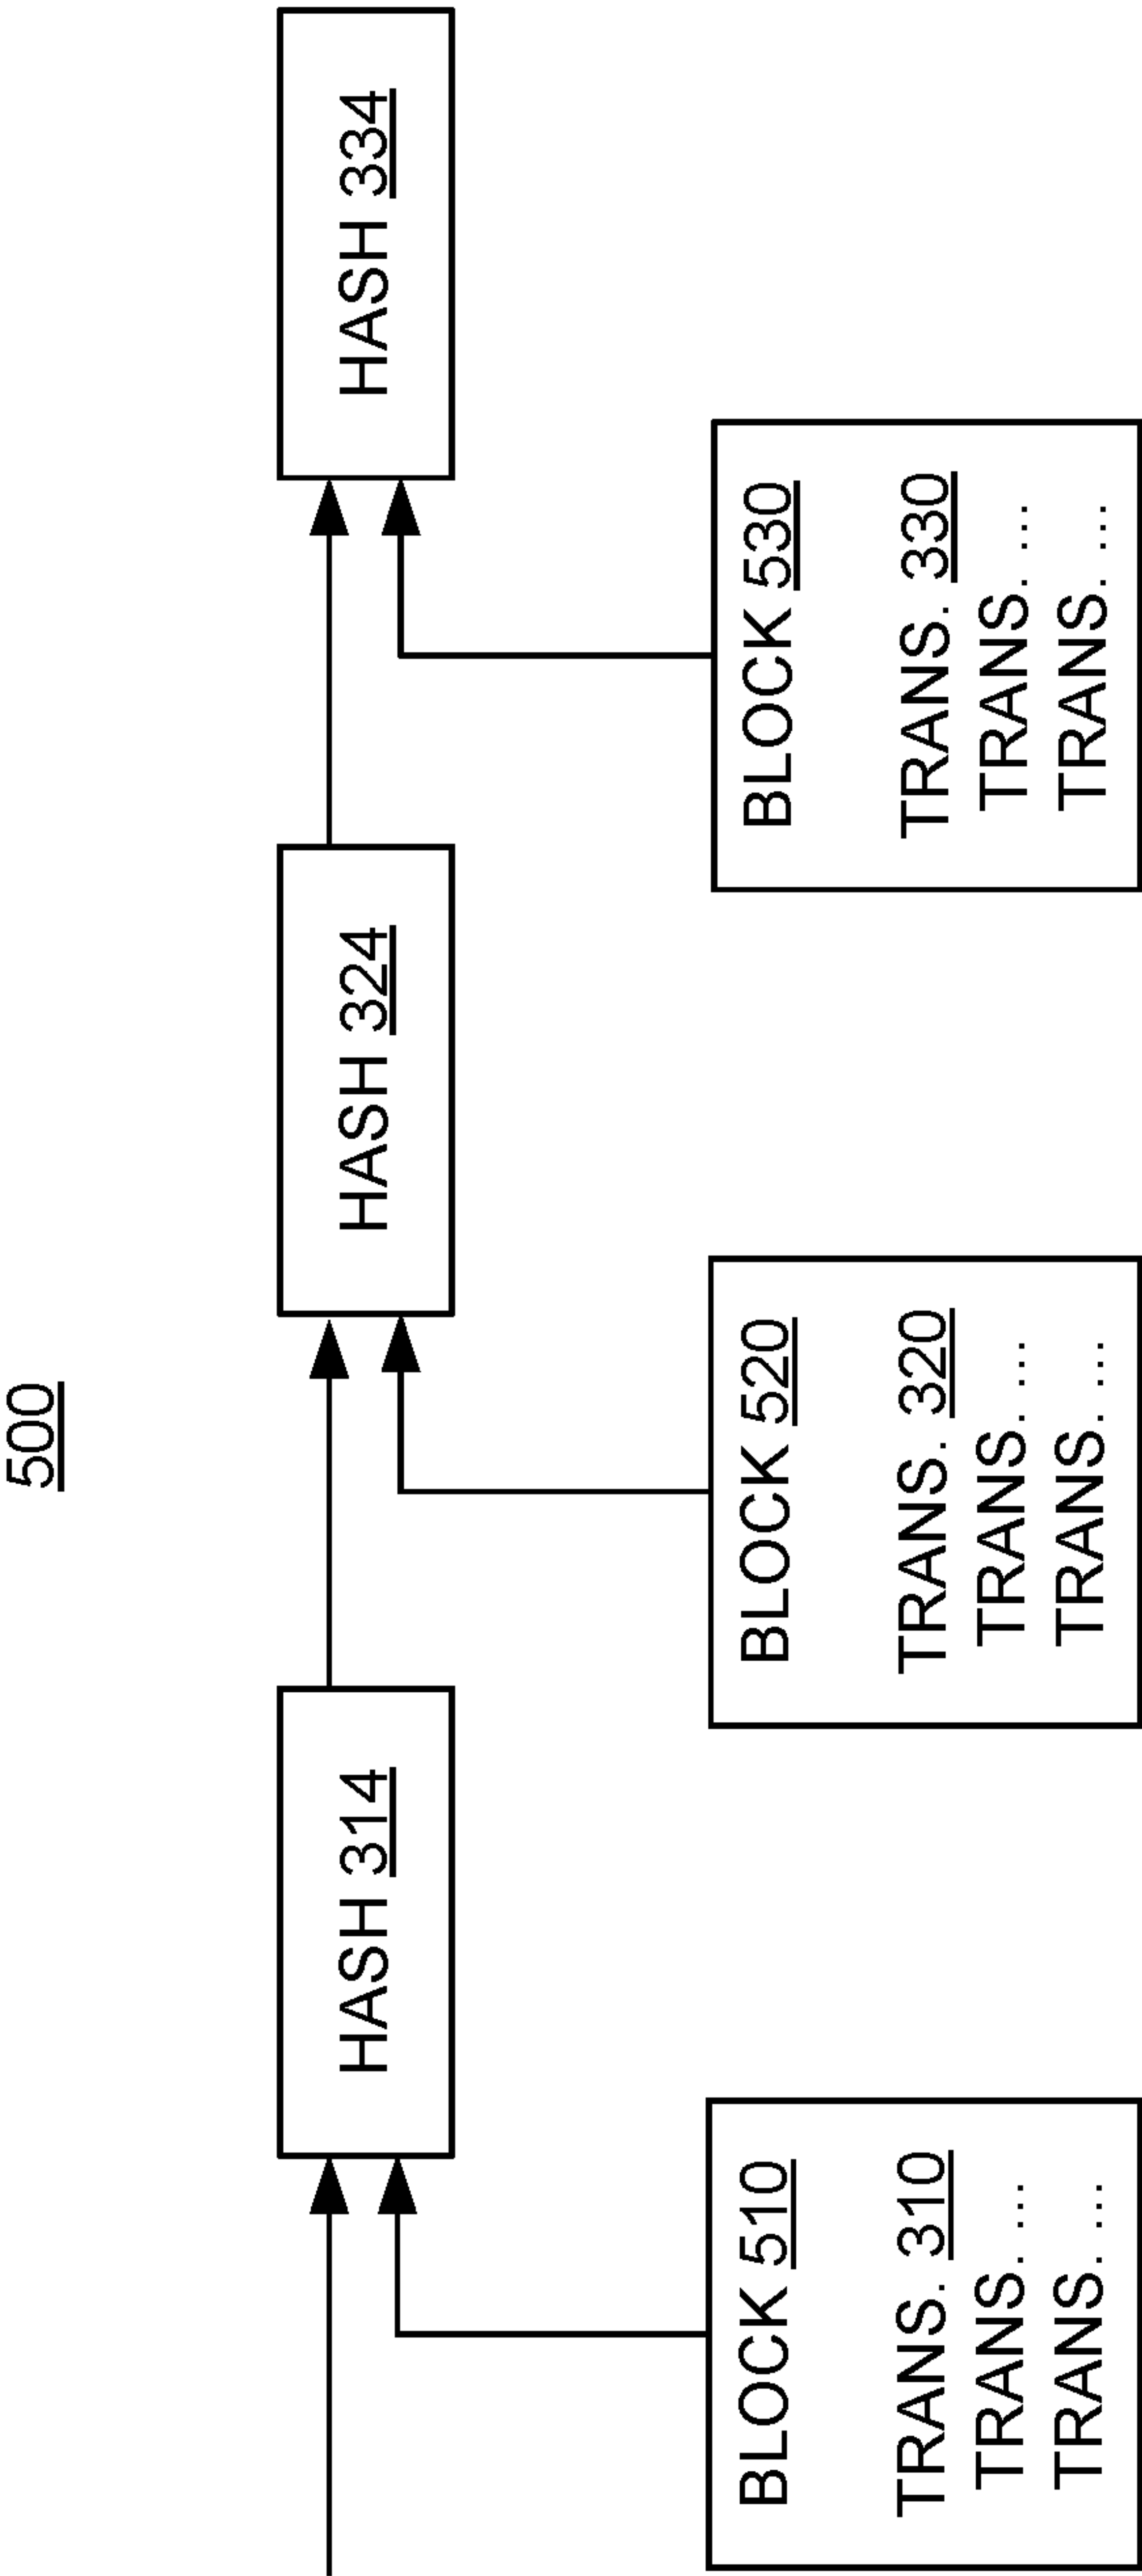 500
HASH 314
HASH 324
HASH 334
BLOCK 510
TRANS. 310
TRANS. ...
TRANS. ...
BLOCK 520
TRANS. 320
TRANS. ...
TRANS. ...
BLOCK 530
TRANS. 330
TRANS. ...
TRANS. ...